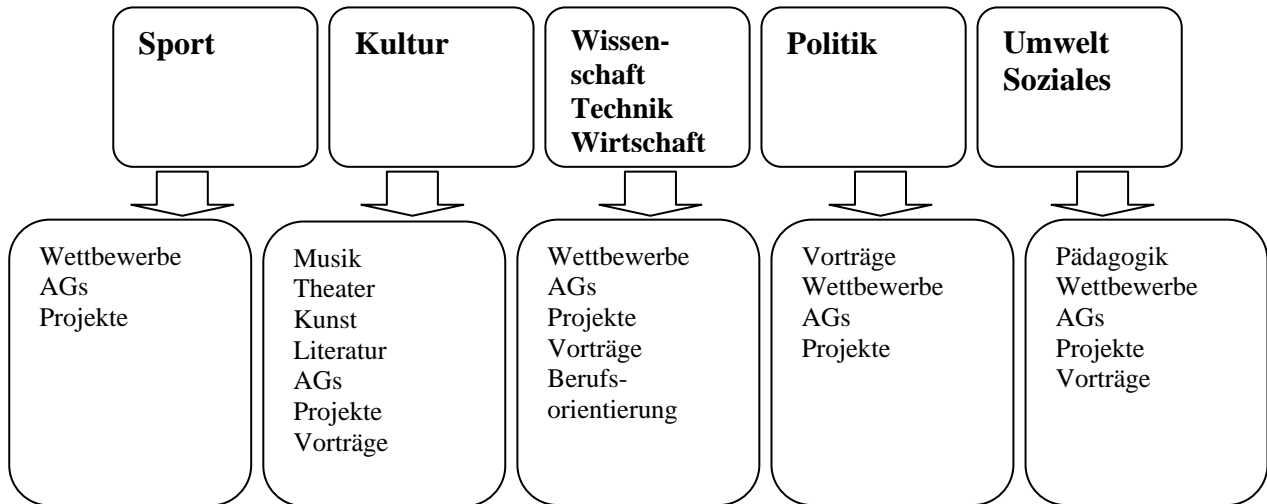 Sport
Kultur
Wissen-
schaft
Technik
Wirtschaft
Politik
Umwelt
Soziales
Wettbewerbe
AGs
Projekte
Musik
Theater
Kunst
Literatur
AGs
Projekte
Vorträge
Wettbewerbe
AGs
Projekte
Vorträge
Berufs-
orientierung
Vorträge
Wettbewerbe
AGs
Projekte
Pädagogik
Wettbewerbe
AGs
Projekte
Vorträge